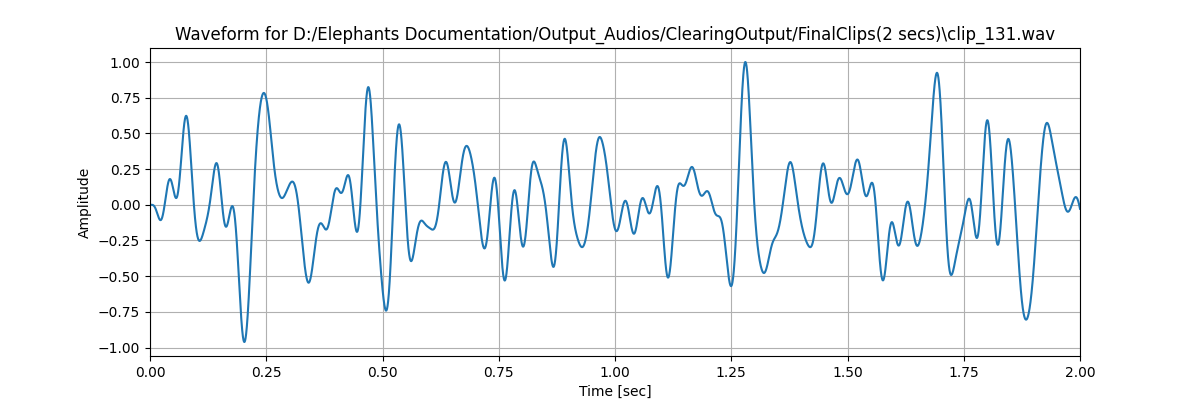 Waveform for D:/Elephants Documentation/Output_Audios/ClearingOutput/FinalClips(2 secs)\clip_131.wav
1.00
0.75
0.50
0.25
0.00
−0.25
−0.50
−0.75
−1.00
Amplitude
0.00 0.25 0.50 0.75 1.00 1.25 1.50 1.75 2.00
Time [sec]